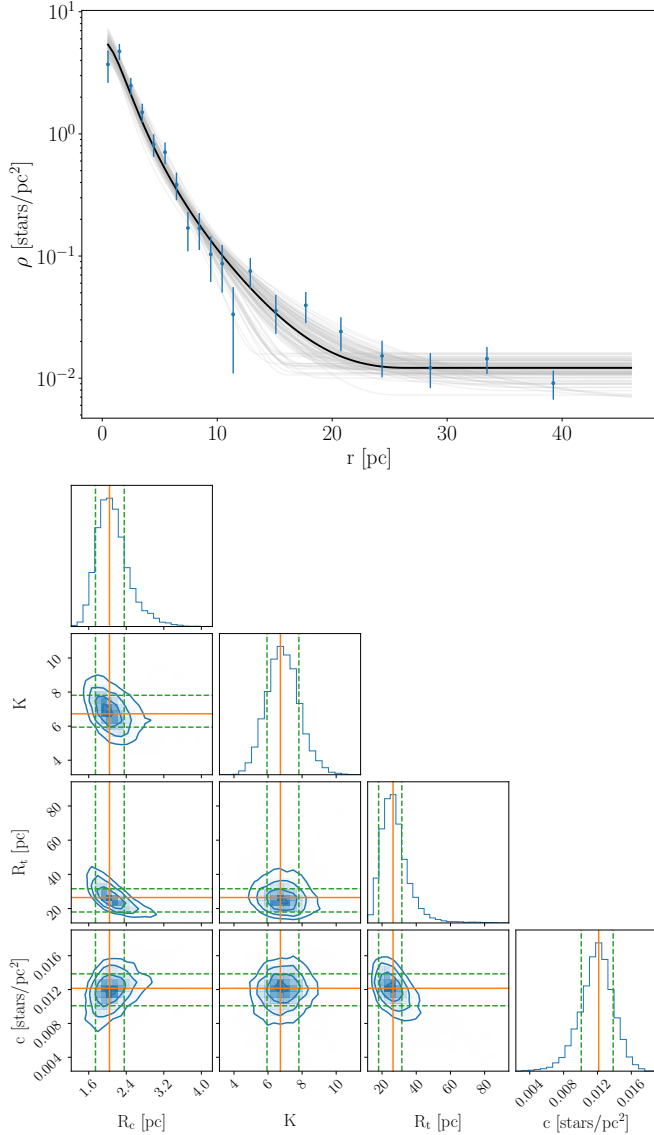 10¹
10⁰
10⁻¹
10⁻²
ρ [stars/pc²]
0 10 20 30 40
r [pc]
K
10
8
6
4
R_t [pc]
80
60
40
20
c [stars/pc²]
0.016
0.012
0.008
0.004
1.6 2.4 3.2 4.0
4 6 8 10
20 40 60 80
0.004 0.008 0.012 0.016
R_c [pc] K R_t [pc] c [stars/pc²]